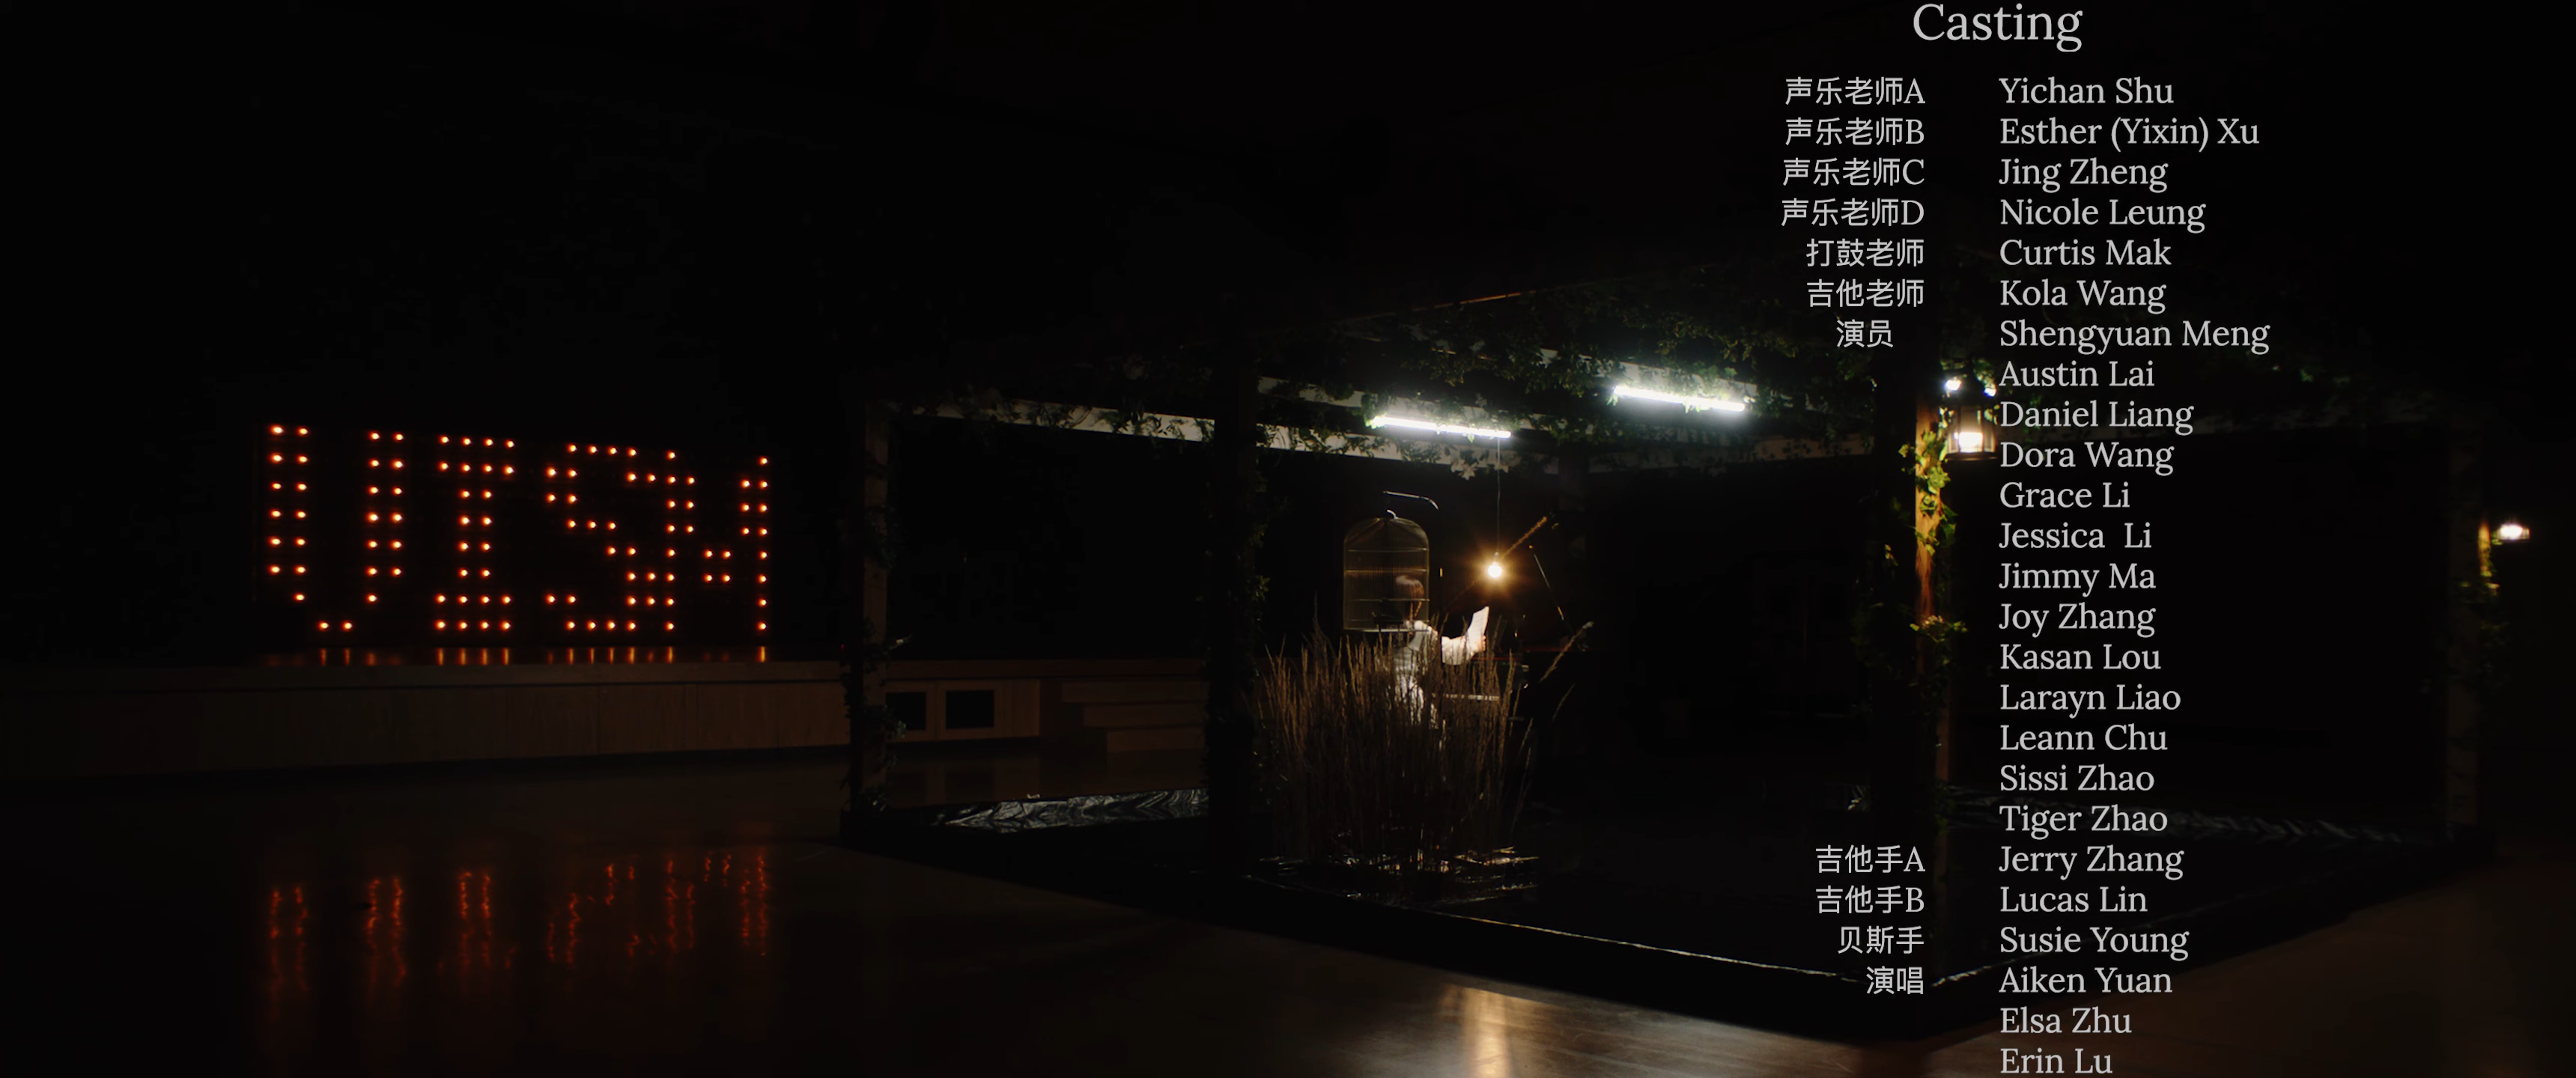 Casting
声乐老师A Yichan Shu
声乐老师B Esther (Yixin) Xu
声乐老师C Jing Zheng
声乐老师D Nicole Leung
打鼓老师 Curtis Mak
吉他老师 Kola Wang
演员 Shengyuan Meng
Austin Lai
Daniel Liang
Dora Wang
Grace Li
Jessica Li
Jimmy Ma
Joy Zhang
Kasan Lou
Larayn Liao
Leann Chu
Sissi Zhao
Tiger Zhao
吉他手A Jerry Zhang
吉他手B Lucas Lin
贝斯手 Susie Young
演唱 Aiken Yuan
Elsa Zhu
Erin Lu